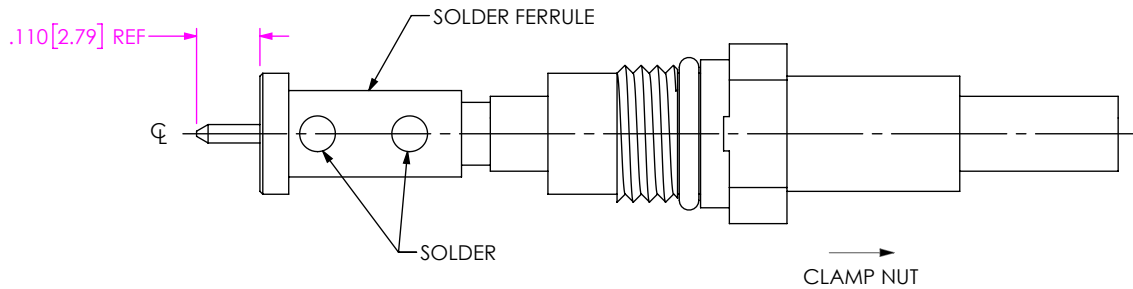 SOLDER FERRULE
.110[2.79] REF
℄
SOLDER
CLAMP NUT